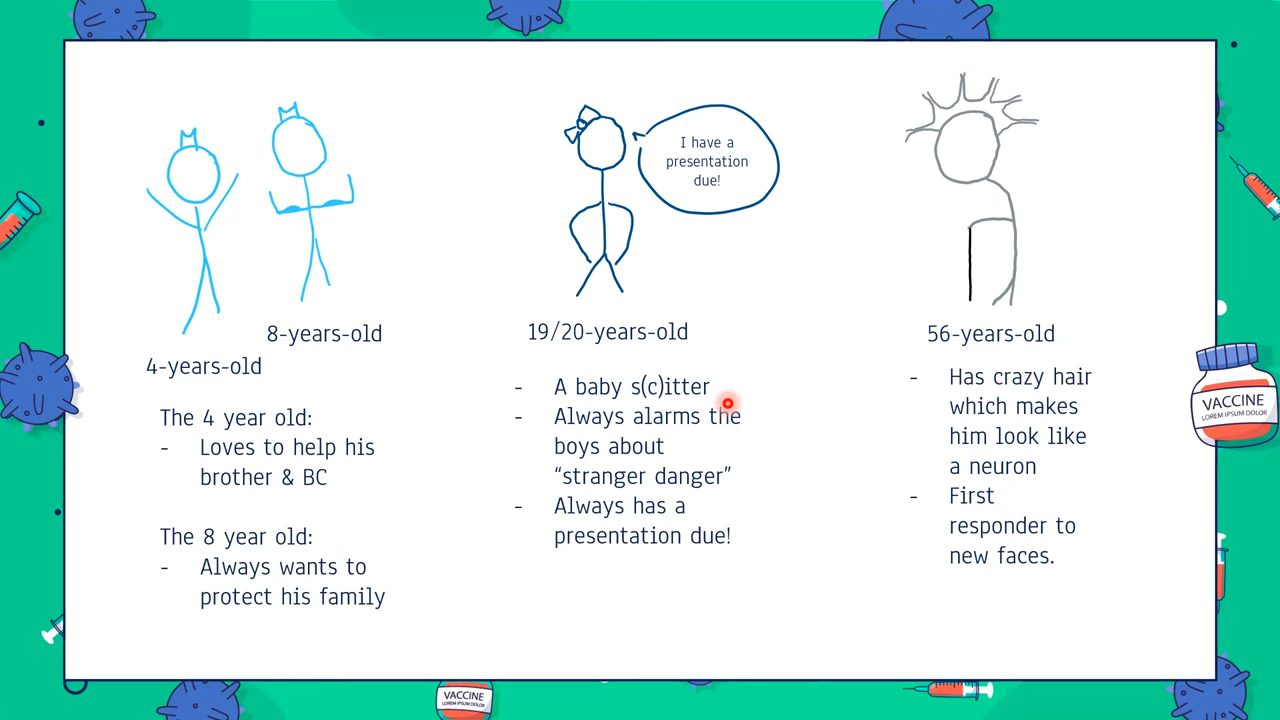 I have a
presentation
due!
8-years-old
4-years-old
The 4 year old:
- Loves to help his
brother & BC
The 8 year old:
- Always wants to
protect his family
19/20-years-old
- A baby s(c)itter
- Always alarms the
boys about
“stranger danger”
- Always has a
presentation due!
56-years-old
- Has crazy hair
which makes
him look like
a neuron
- First
responder to
new faces.
VACCINE
LOREM IPSUM DOLOR
VACCINE
LOREM IPSUM DOLOR